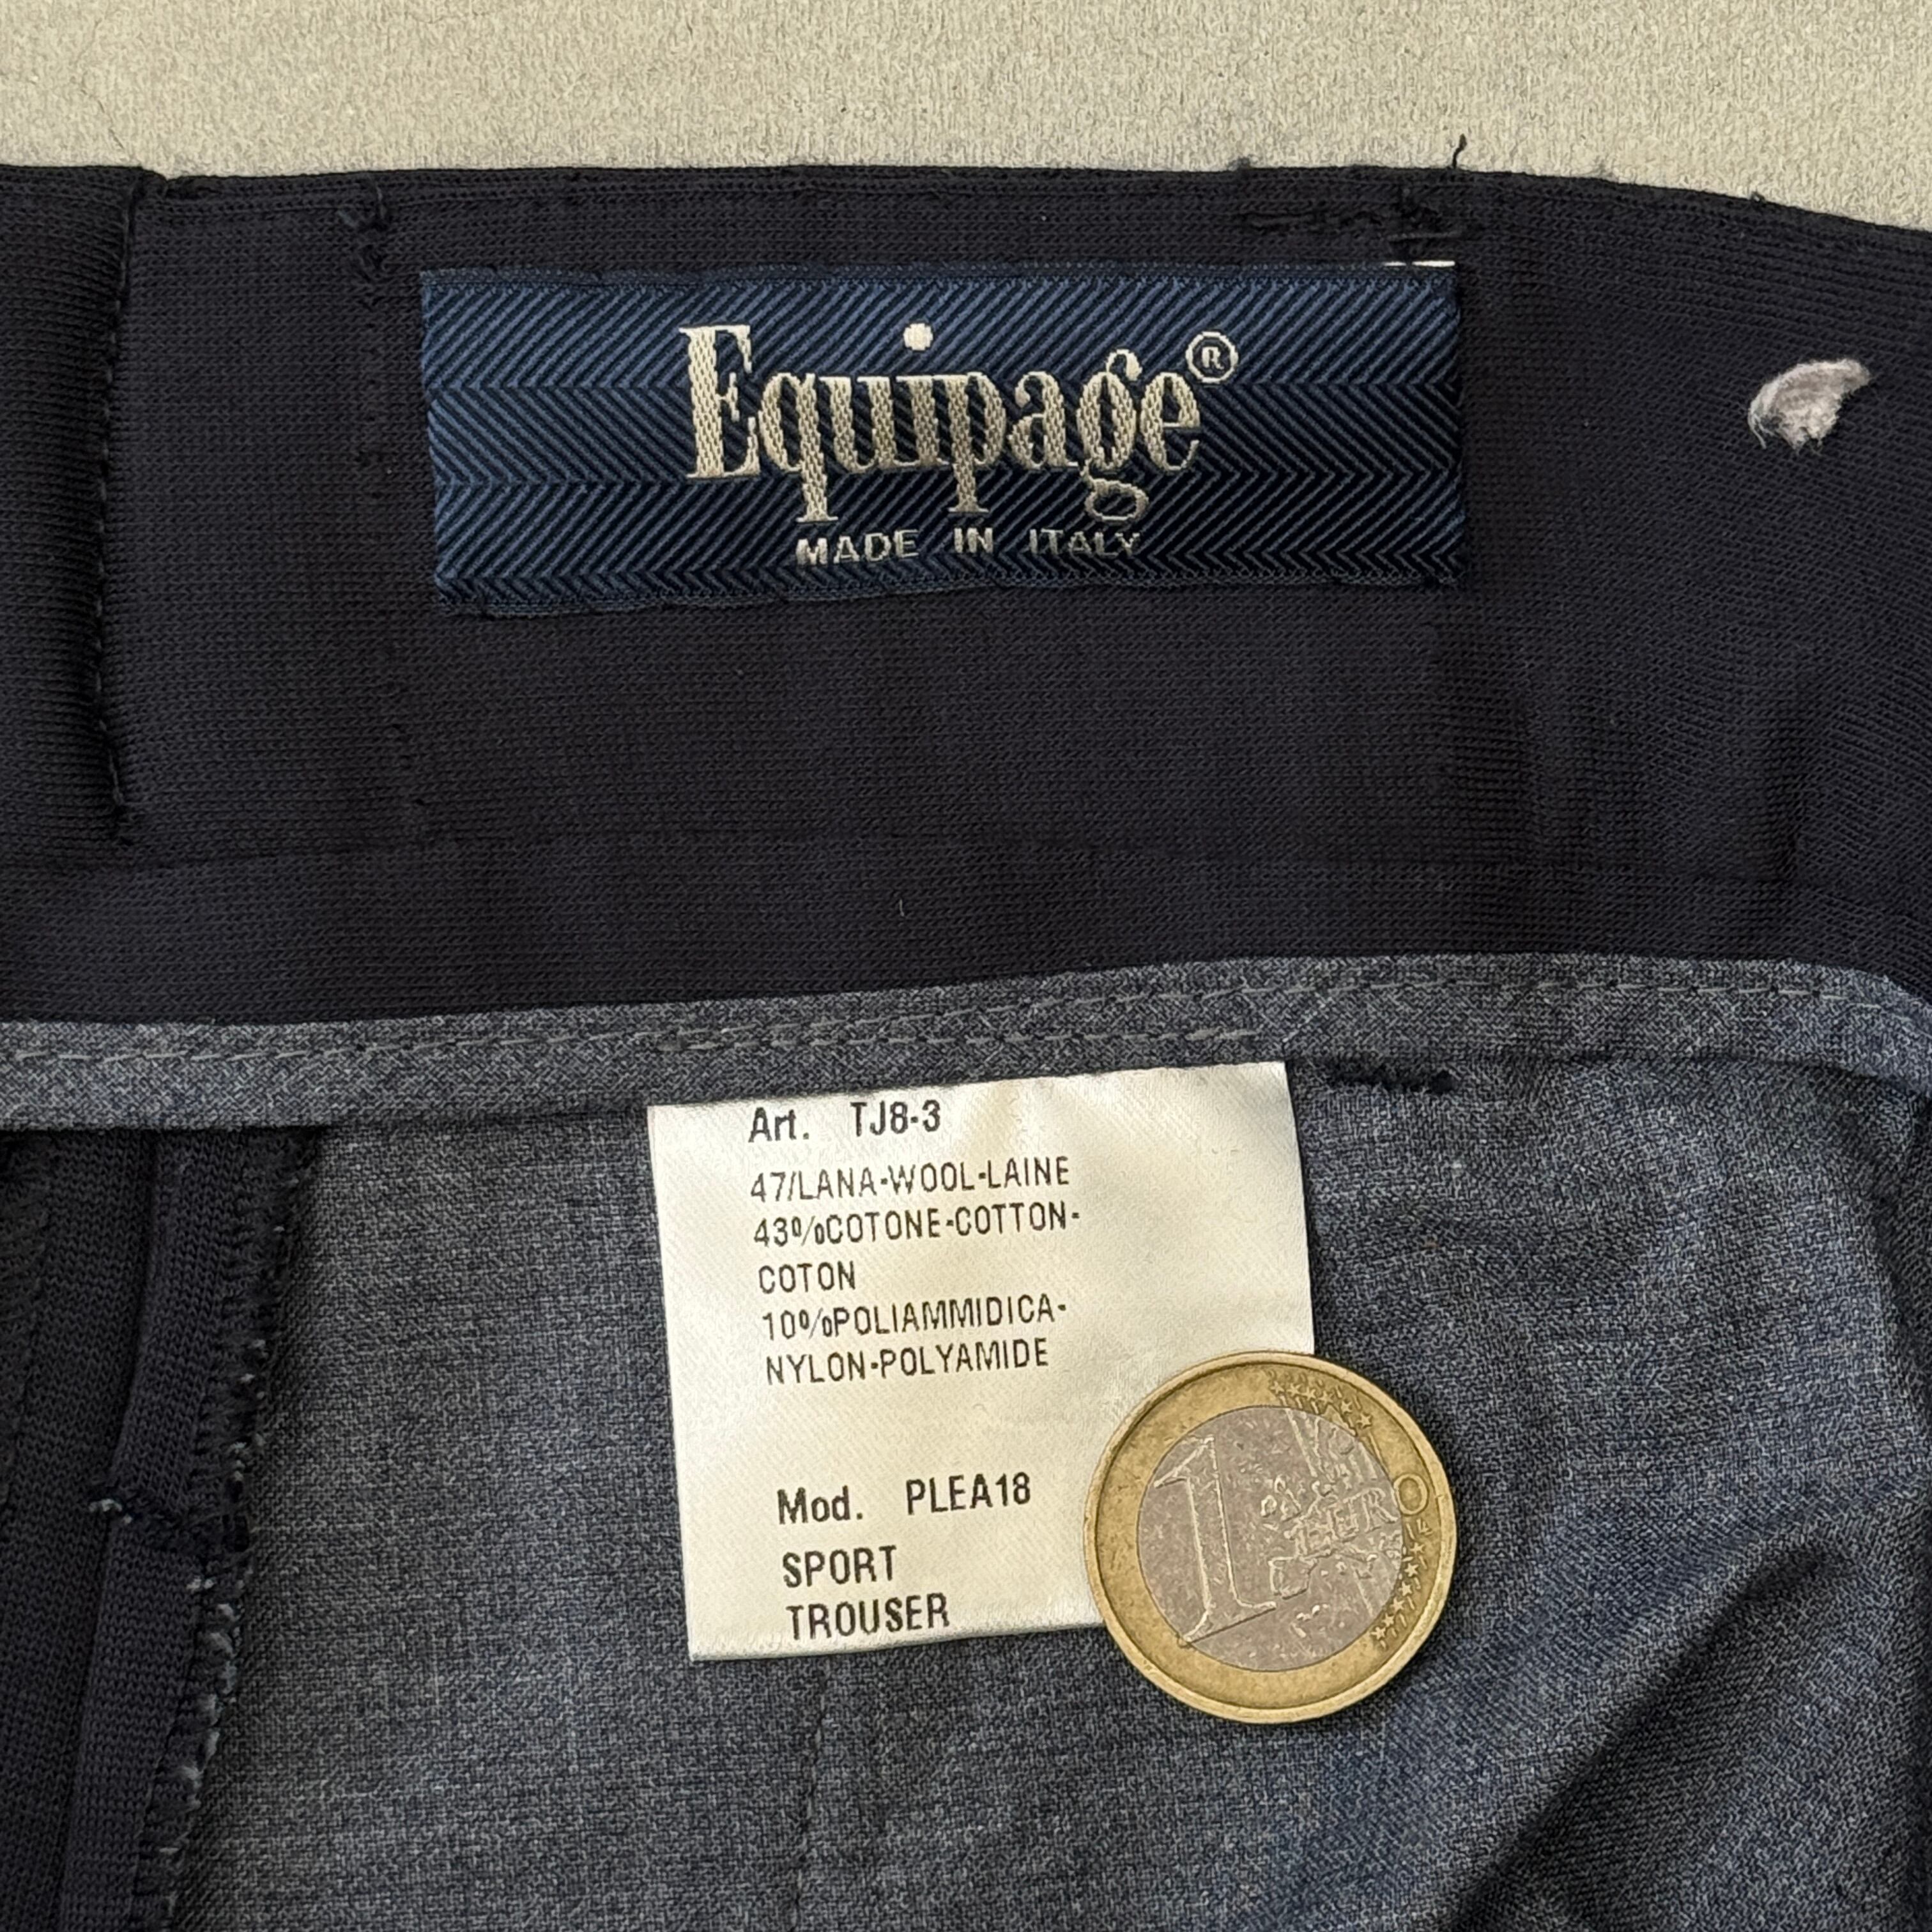 Equipage®
MADE IN ITALY
Art. TJ8-3
47/LANA-WOOL-LAINE
43%COTONE-COTTON-
COTON
10%POLIAMMIDICA-
NYLON-POLYAMIDE
Mod. PLEA18
SPORT
TROUSER
1 EURO